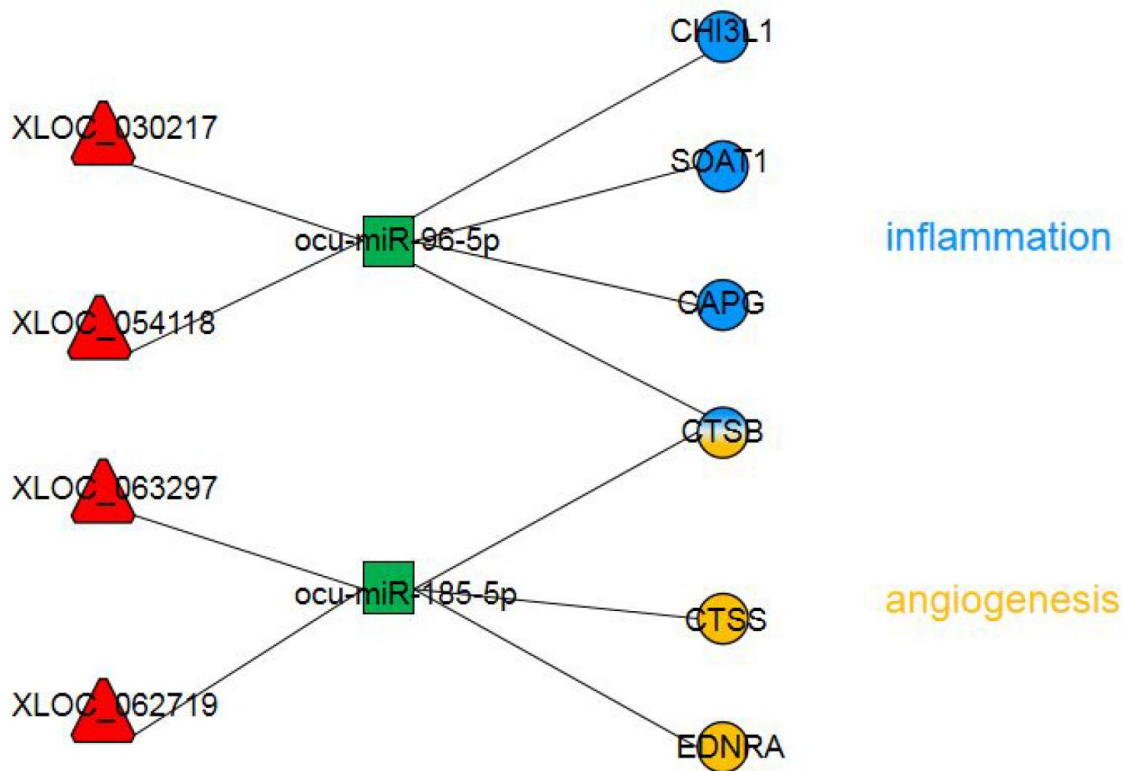 CHI3L1
XLOC_030217
SOAT1
ocu-miR-96-5p
inflammation
CAPG
XLOC_054118
CTSB
XLOC_063297
ocu-miR-185-5p
angiogenesis
CTSS
XLOC_062719
EDNRA